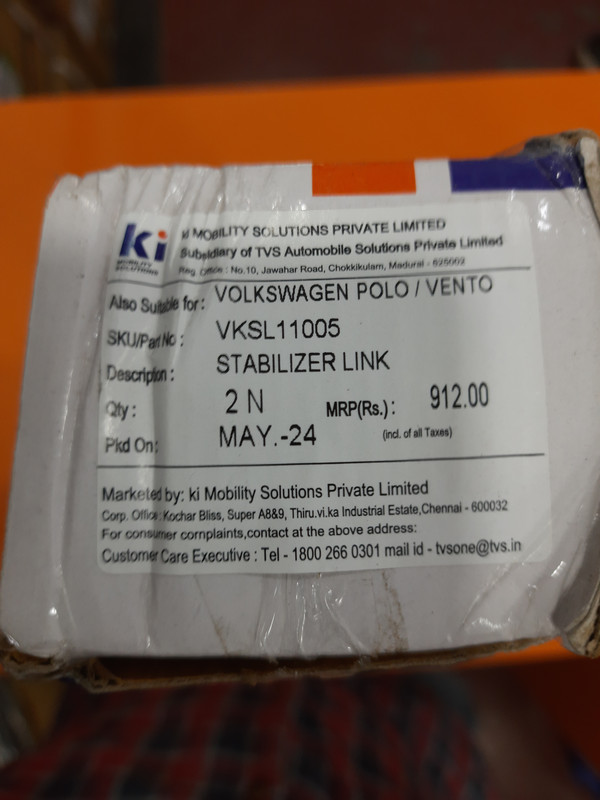 ki
MOBILITY
SOLUTIONS
ki MOBILITY SOLUTIONS PRIVATE LIMITED
Subsidiary of TVS Automobile Solutions Private Limited
Reg. Office : No.10, Jawahar Road, Chokkikulam, Madurai - 625002
Also Suitable for: VOLKSWAGEN POLO / VENTO
SKU/Part No : VKSL11005
Description : STABILIZER LINK
Qty : 2 N MRP(Rs.) : 912.00
Pkd On: MAY.-24 (incl. of all Taxes)
Marketed by: ki Mobility Solutions Private Limited
Corp. Office :Kochar Bliss, Super A8&9, Thiru.vi.ka Industrial Estate,Chennai - 600032
For consumer complaints,contact at the above address:
Customer Care Executive : Tel - 1800 266 0301 mail id - tvsone@tvs.in